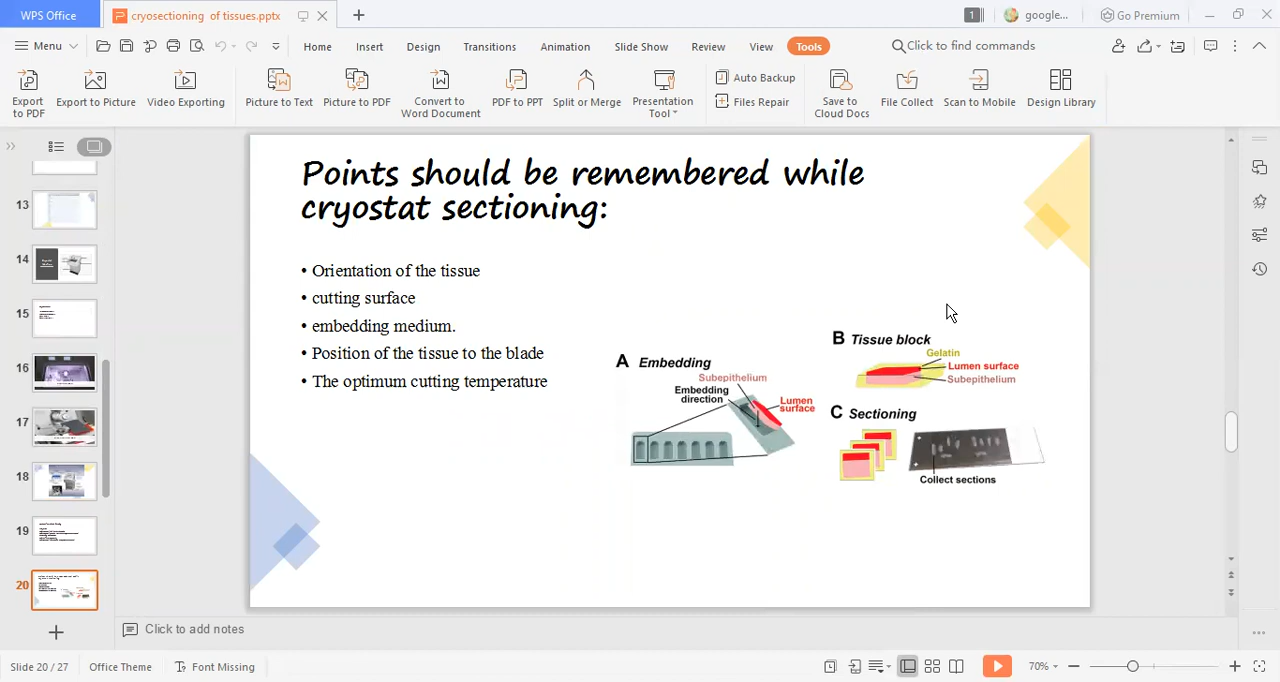 WPS Office
cryosectioning of tissues.pptx
1
google...
Go Premium
Menu
Home
Insert
Design
Transitions
Animation
Slide Show
Review
View
Tools
Click to find commands
Export to PDF
Export to Picture
Video Exporting
Picture to Text
Picture to PDF
Convert to Word Document
PDF to PPT
Split or Merge
Presentation Tool
Auto Backup
Files Repair
Save to Cloud Docs
File Collect
Scan to Mobile
Design Library
13
14
15
16
17
18
19
20
Points should be remembered while
cryostat sectioning:
• Orientation of the tissue
• cutting surface
• embedding medium.
• Position of the tissue to the blade
• The optimum cutting temperature
A Embedding
Subepithelium
Embedding
direction
Lumen
surface
B Tissue block
Gelatin
Lumen surface
Subepithelium
C Sectioning
Collect sections
Click to add notes
Slide 20 / 27
Office Theme
Font Missing
70%